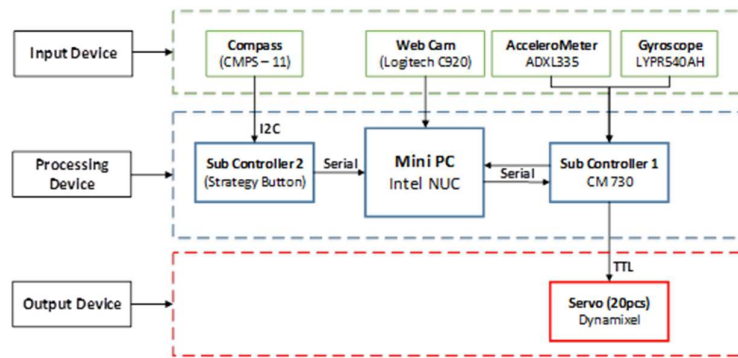 Input Device
Compass
(CMPS – 11)
Web Cam
(Logitech C920)
AcceleroMeter
ADXL335
Gyroscope
LYPR540AH
I2C
Processing
Device
Sub Controller 2
(Strategy Button)
Serial
Mini PC
Intel NUC
Serial
Sub Controller 1
CM 730
TTL
Output Device
Servo (20pcs)
Dynamixel